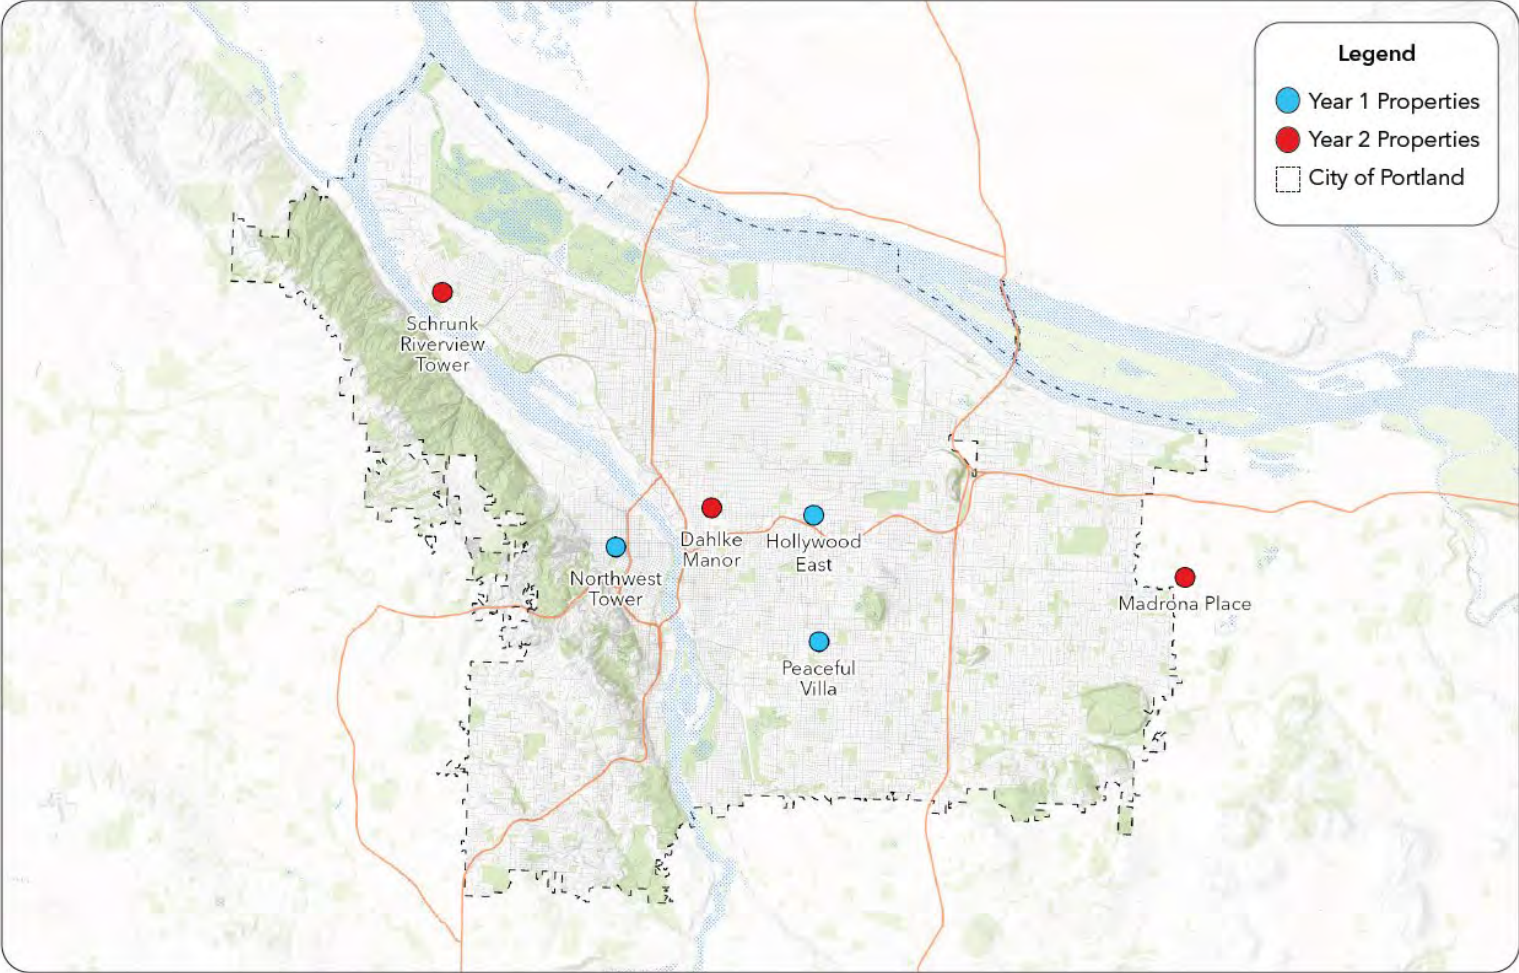 Legend
Year 1 Properties
Year 2 Properties
City of Portland
Schrunk
Riverview
Tower
Dahlke
Manor
Hollywood
East
Northwest
Tower
Madrona Place
Peaceful
Villa